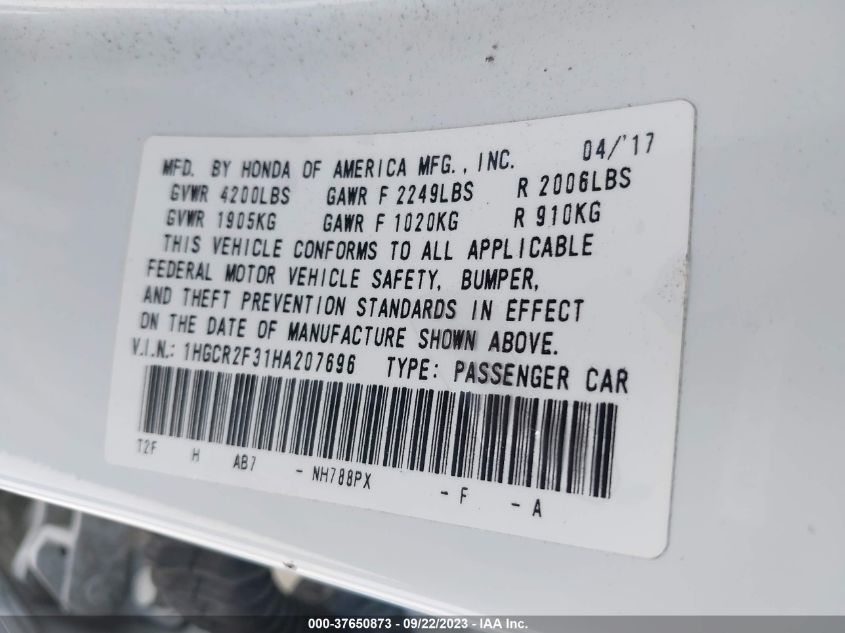 MFD. BY HONDA OF AMERICA MFG., INC. 04/'17
GVWR 4200LBS GAWR F 2249LBS R 2006LBS
GVWR 1905KG GAWR F 1020KG R 910KG
THIS VEHICLE CONFORMS TO ALL APPLICABLE
FEDERAL MOTOR VEHICLE SAFETY, BUMPER,
AND THEFT PREVENTION STANDARDS IN EFFECT
ON THE DATE OF MANUFACTURE SHOWN ABOVE.
V.I.N.: 1HGCR2F31HA207696 TYPE: PASSENGER CAR
T2F H AB7 - NH788PX - F - A
000-37650873 / 09/22/2023 / IAA Inc.